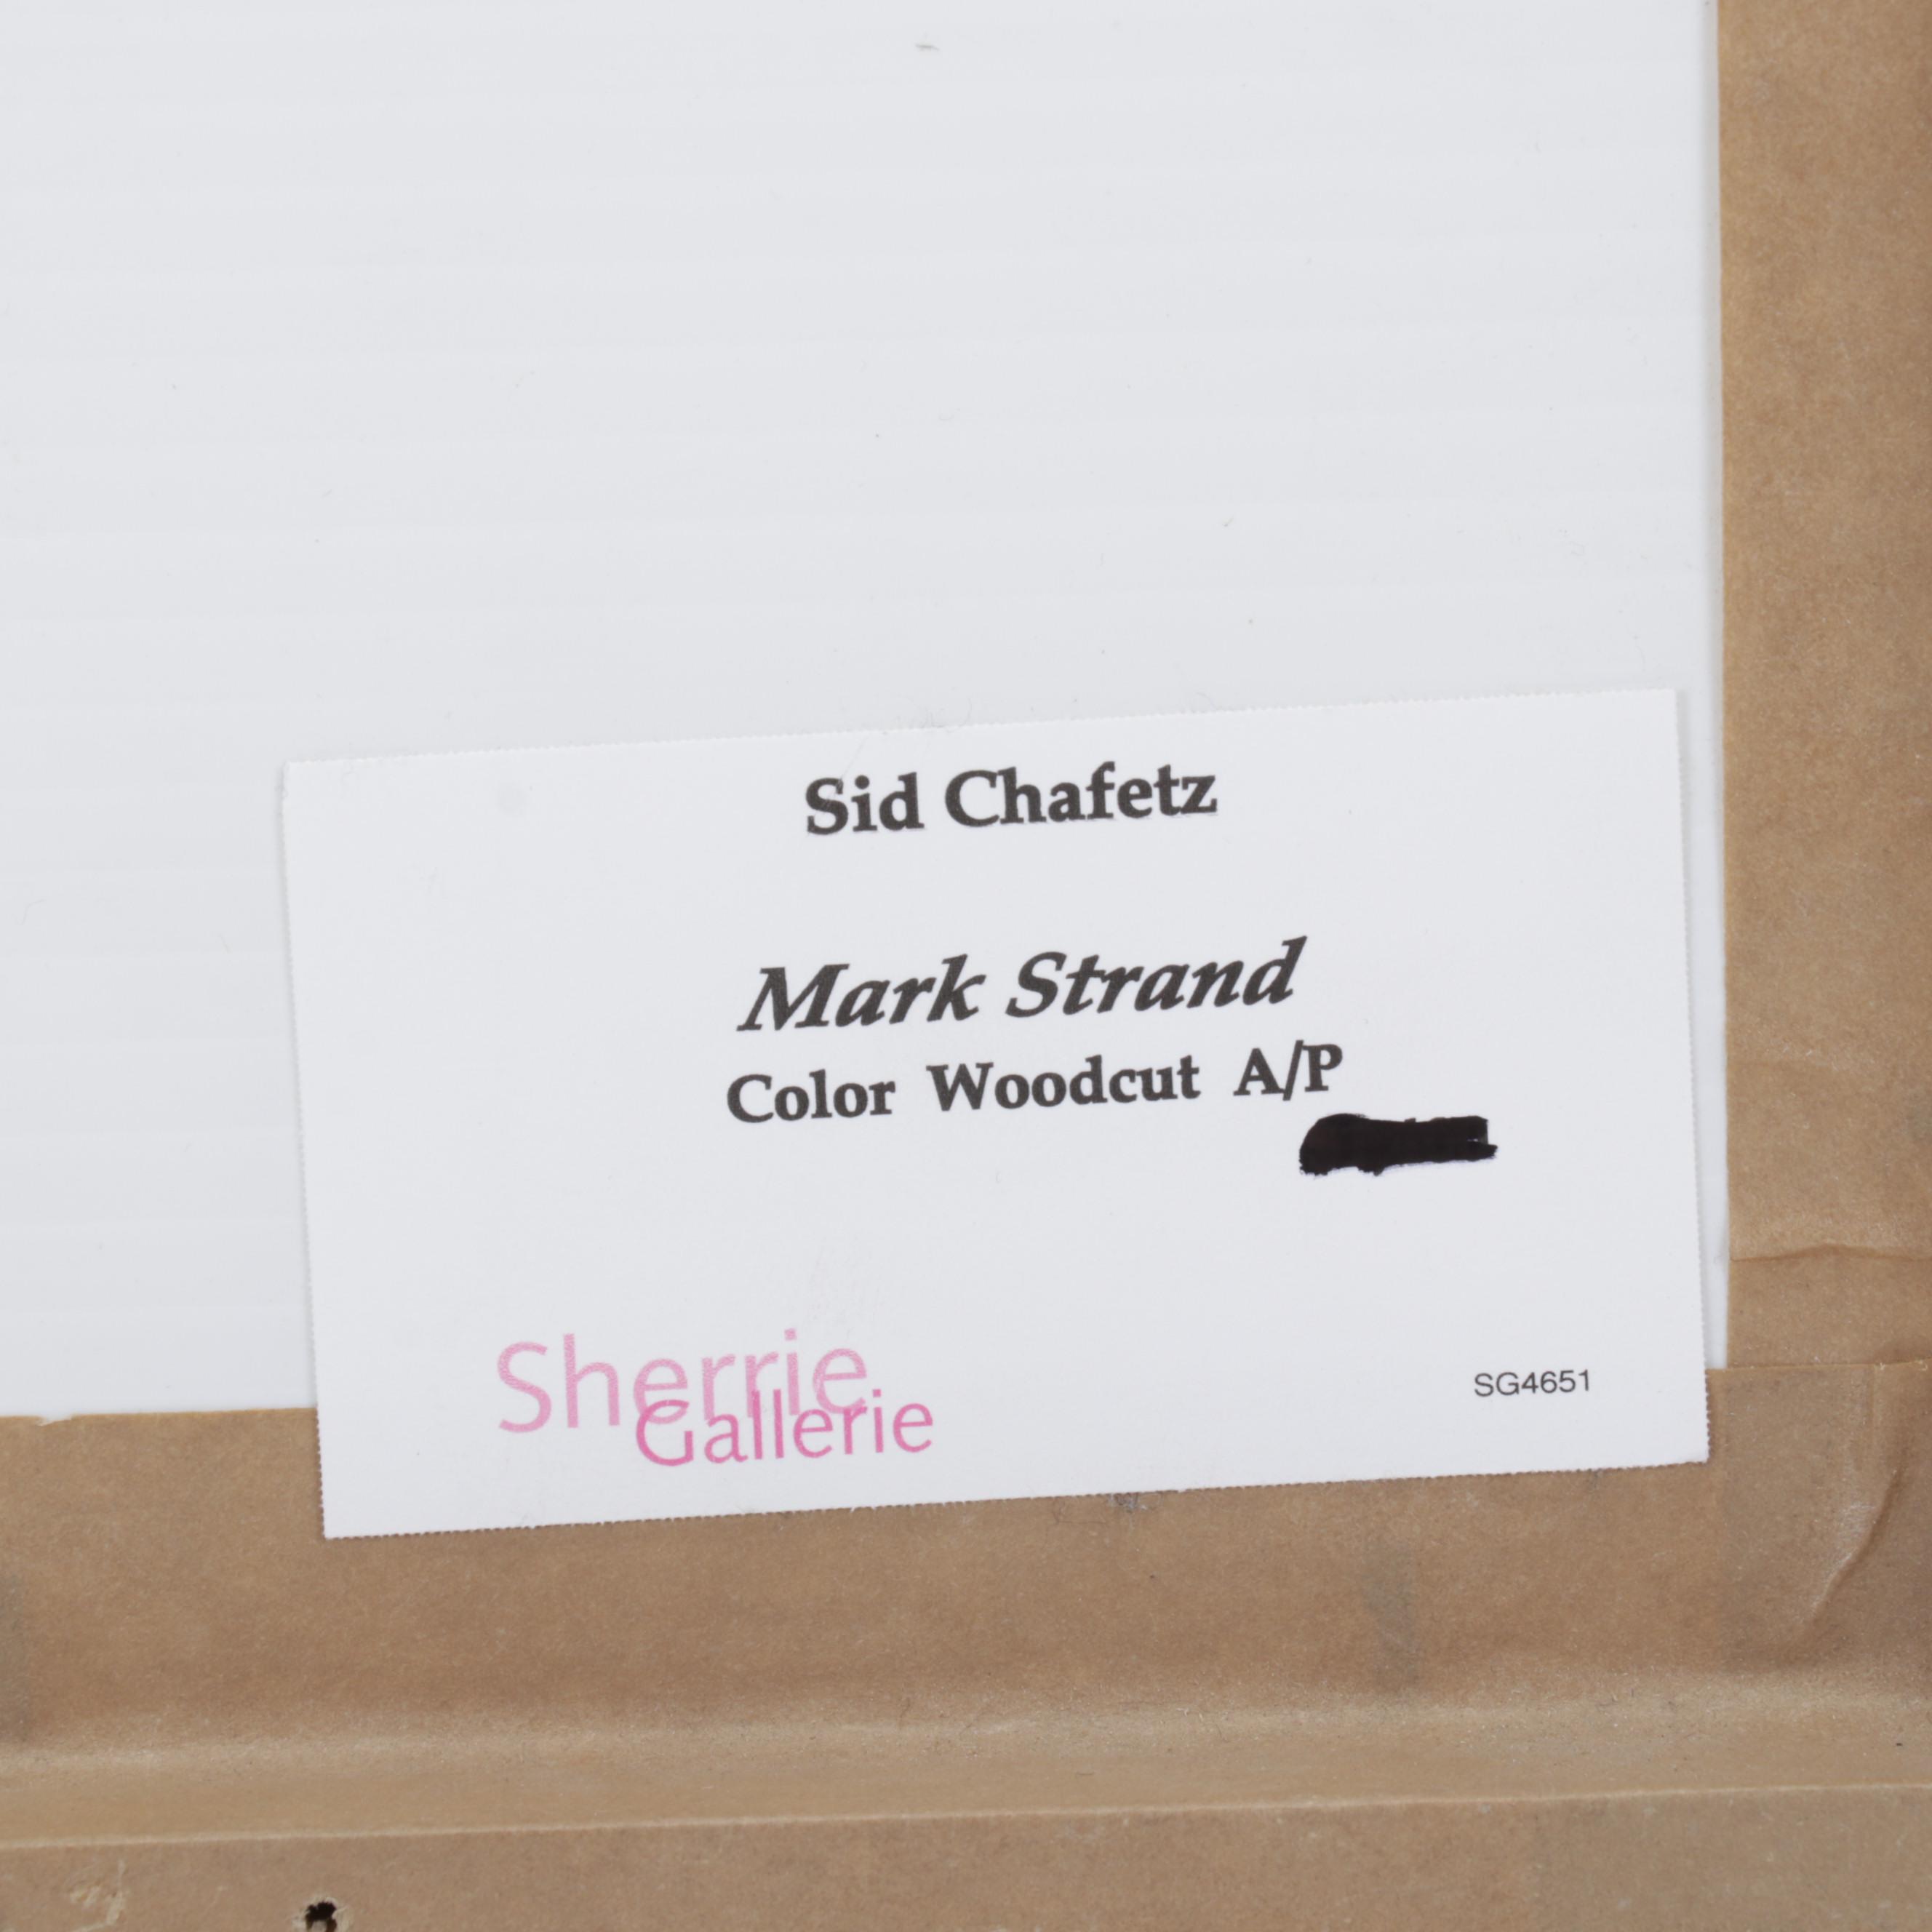 Sid Chafetz
Mark Strand
Color Woodcut A/P
Sherrie
Gallerie
SG4651